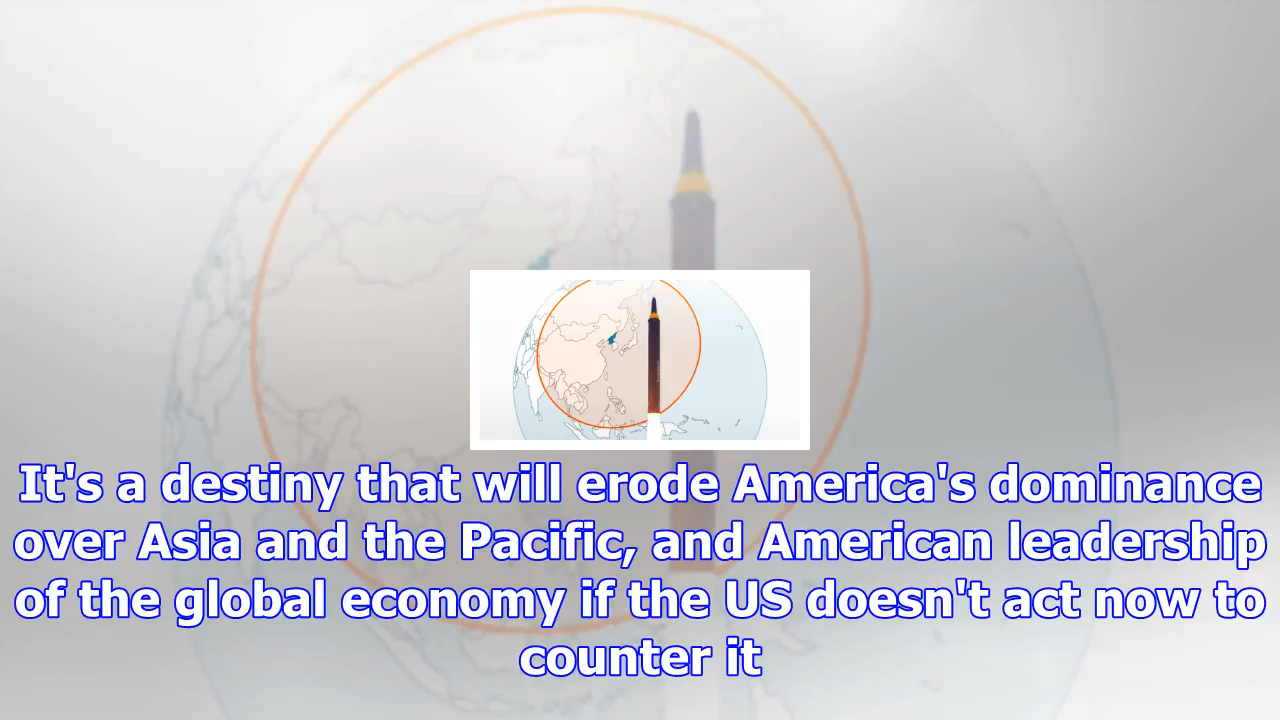 It's a destiny that will erode America's dominance
over Asia and the Pacific, and American leadership
of the global economy if the US doesn't act now to
counter it